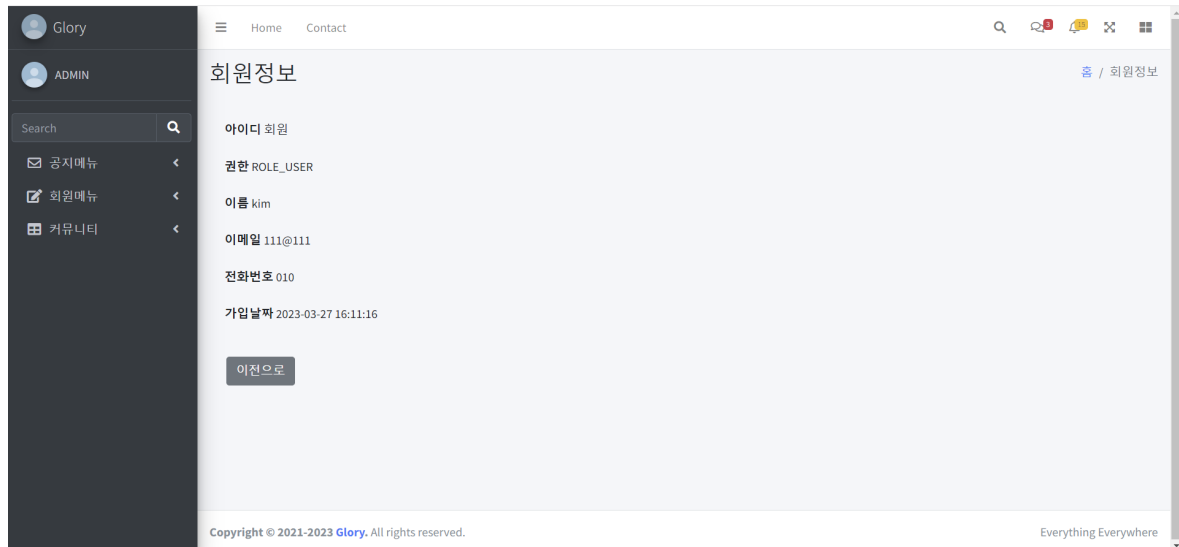 Glory
Home Contact 3 15
ADMIN
회원정보
홈 / 회원정보
Search
아이디 회원
공지메뉴
권한 ROLE_USER
회원메뉴
이름 kim
커뮤니티
이메일 111@111
전화번호 010
가입날짜 2023-03-27 16:11:16
이전으로
Copyright © 2021-2023 Glory. All rights reserved.
Everything Everywhere